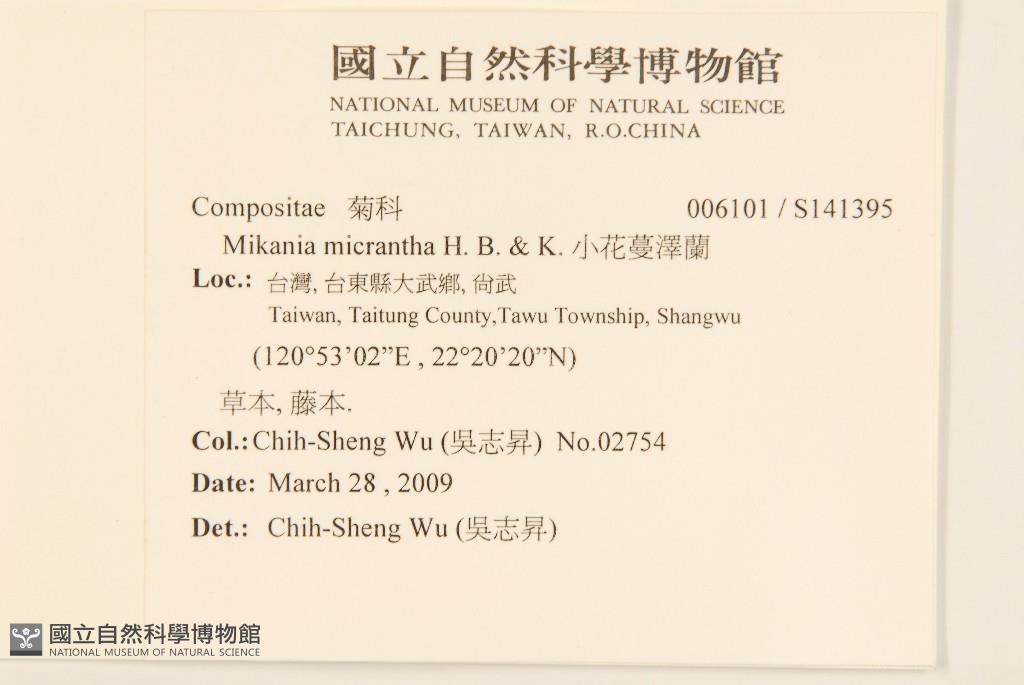 國立自然科學博物館
NATIONAL MUSEUM OF NATURAL SCIENCE
TAICHUNG, TAIWAN, R.O.CHINA
Compositae 菊科 006101 / S141395
Mikania micrantha H. B. & K. 小花蔓澤蘭
Loc.: 台灣, 台東縣大武鄉, 尚武
Taiwan, Taitung County,Tawu Township, Shangwu
(120°53’02”E , 22°20’20”N)
草本, 藤本.
Col.: Chih-Sheng Wu (吳志昇) No.02754
Date: March 28 , 2009
Det.: Chih-Sheng Wu (吳志昇)
國立自然科學博物館
NATIONAL MUSEUM OF NATURAL SCIENCE